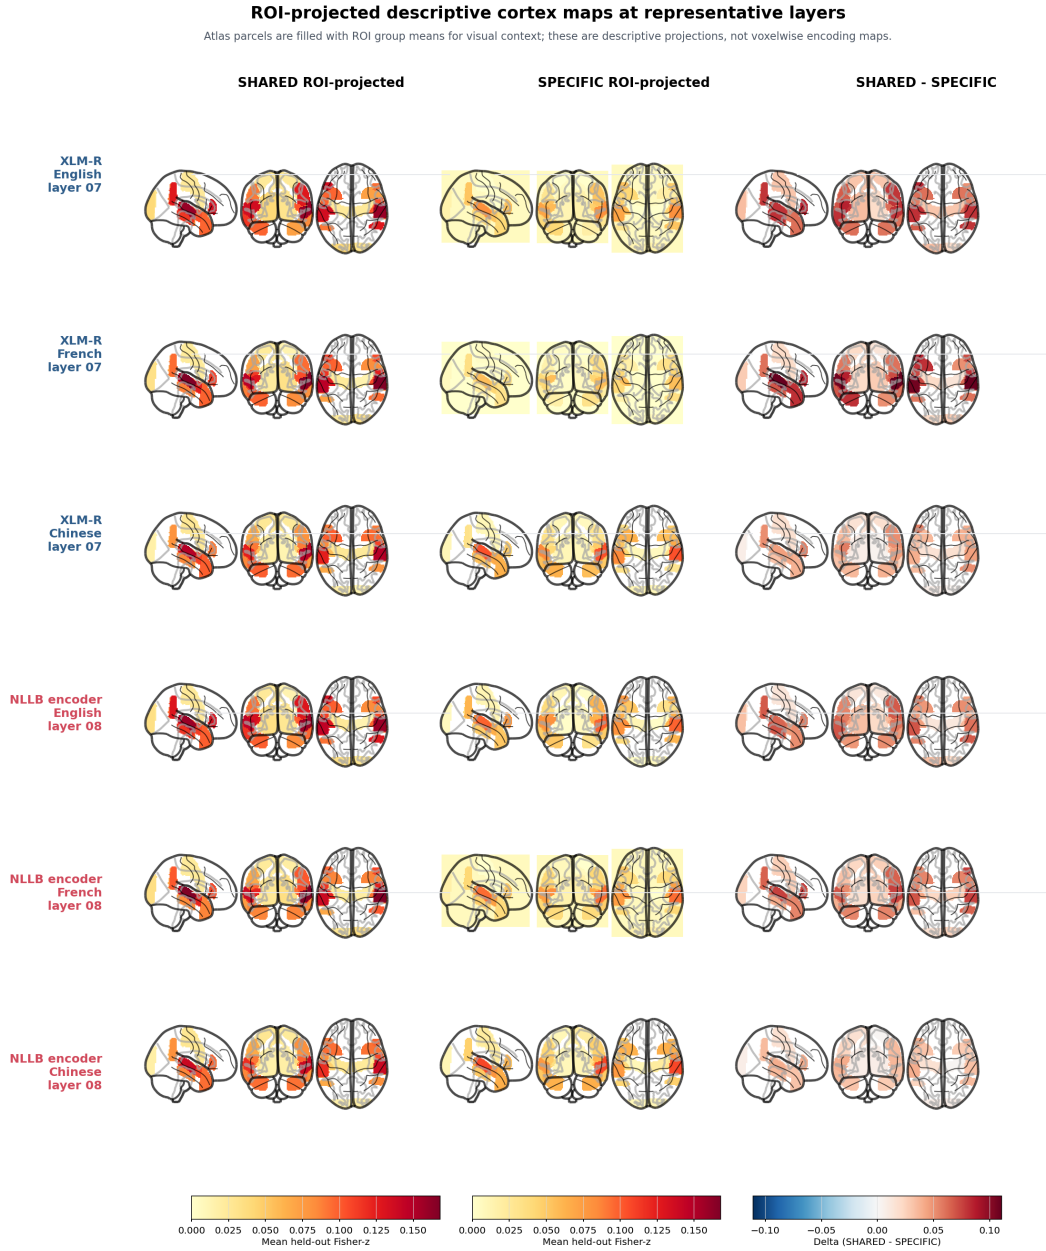 ROI-projected descriptive cortex maps at representative layers
Atlas parcels are filled with ROI group means for visual context; these are descriptive projections, not voxelwise encoding maps.
SHARED ROI-projected
SPECIFIC ROI-projected
SHARED - SPECIFIC
XLM-R
English
layer 07
XLM-R
French
layer 07
XLM-R
Chinese
layer 07
NLLB encoder
English
layer 08
NLLB encoder
French
layer 08
NLLB encoder
Chinese
layer 08
0.000 0.025 0.050 0.075 0.100 0.125 0.150
Mean held-out Fisher-z
0.000 0.025 0.050 0.075 0.100 0.125 0.150
Mean held-out Fisher-z
−0.10 −0.05 0.00 0.05 0.10
Delta (SHARED - SPECIFIC)